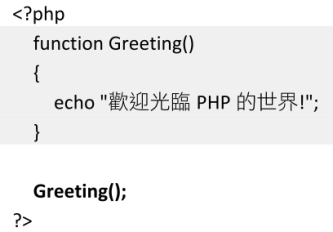 <?php
function Greeting()
{
echo "歡迎光臨 PHP 的世界!";
}
Greeting();
?>